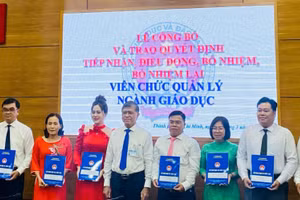 LỄ CÔNG BỐ
VÀ TRAO QUYẾT ĐỊNH
TIẾP NHẬN, ĐIỀU ĐỘNG, BỔ NHIỆM,
BỔ NHIỆM LẠI
VIÊN CHỨC QUẢN LÝ
NGÀNH GIÁO DỤC